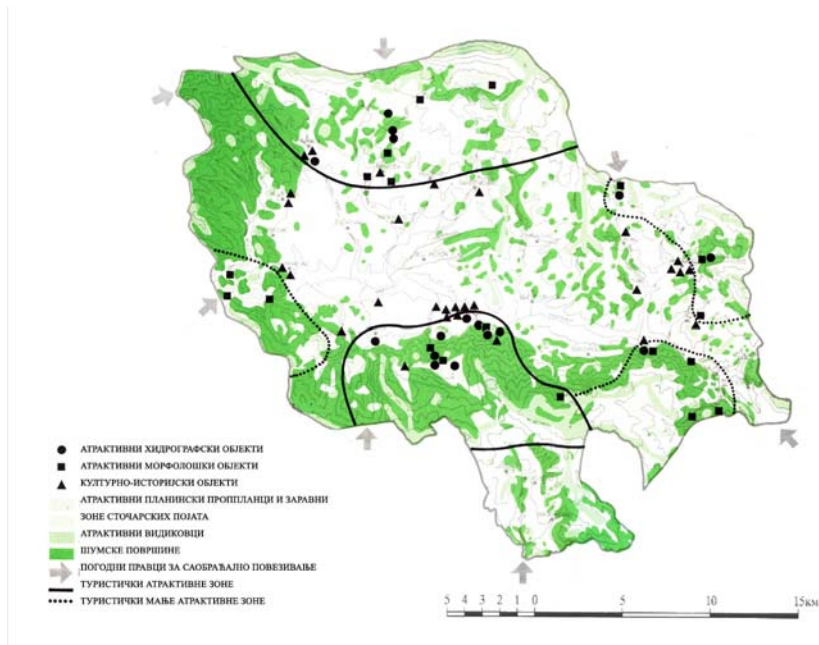 АТРАКТИВНИ ХИДРОГРАФСКИ ОБЈЕКТИ
АТРАКТИВНИ МОРФОЛОШКИ ОБЈЕКТИ
КУЛТУРНО-ИСТОРИЈСКИ ОБЈЕКТИ
АТРАКТИВНИ ПЛАНИНСКИ ПРОППЛАНЦИ И ЗАРАВНИ
ЗОНЕ СТОЧАРСКИХ ПОЈАТА
АТРАКТИВНИ ВИДИКОВЦИ
ШУМСКЕ ПОВРШИНЕ
ПОГОДНИ ПРАВЦИ ЗА САОБРАЋАЛНО ПОВЕЗИВАЊЕ
ТУРИСТИЧКИ АТРАКТИВНЕ ЗОНЕ
ТУРИСТИЧКИ МАЊЕ АТРАКТИВНЕ ЗОНЕ
5 4 3 2 1 0 5 10 15км